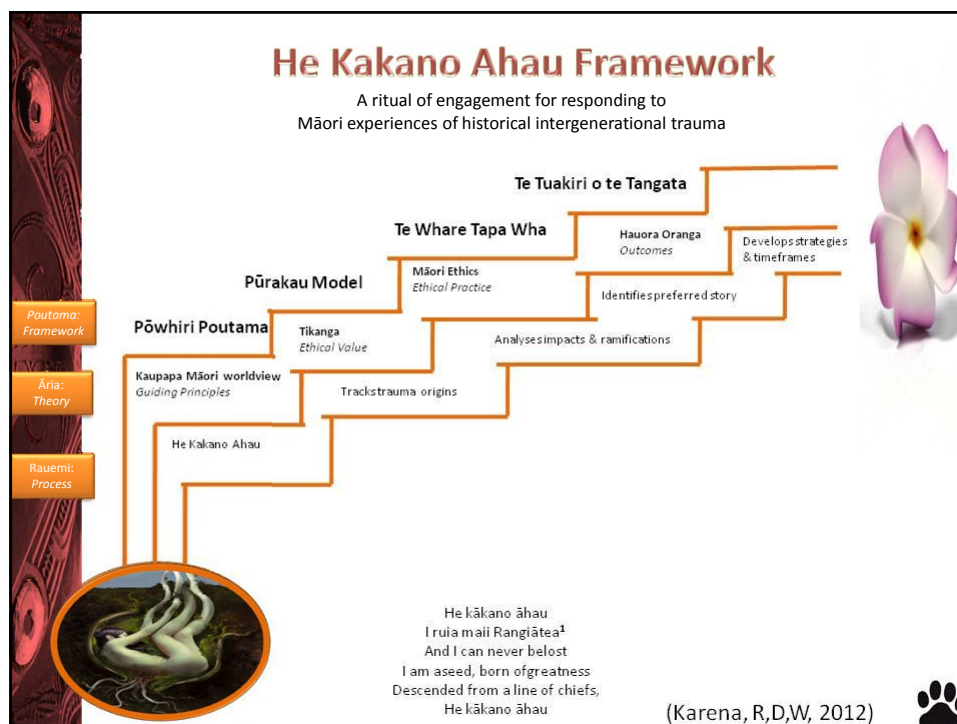 He Kakano Ahau Framework
A ritual of engagement for responding to
Māori experiences of historical intergenerational trauma
Te Tuakiri o te Tangata
Te Whare Tapa Wha
Hauora Oranga
Outcomes
Develops strategies
& timeframes
Pūrakau Model
Māori Ethics
Ethical Practice
Identifies preferred story
Poutama:
Framework
Pōwhiri Poutama
Tikanga
Ethical Value
Analyses impacts & ramifications
Āria:
Theory
Kaupapa Māori worldview
Guiding Principles
Tracks trauma origins
He Kakano Ahau
Rauemi:
Process
He kākano āhau
I ruia maii Rangiātea¹
And I can never belost
I am aseed, born ofgreatness
Descended from a line of chiefs,
He kākano āhau
(Karena, R,D,W, 2012)